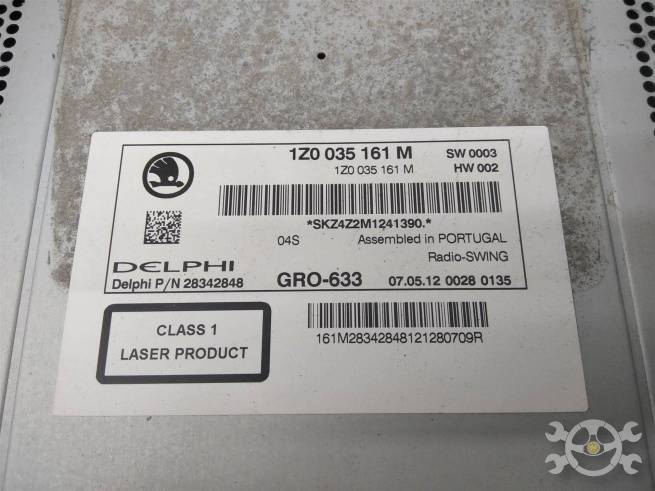 1Z0 035 161 M SW 0003
1Z0 035 161 M HW 002
*SKZ4Z2M1241390.*
04S Assembled in PORTUGAL
Radio-SWING
DELPHI
Delphi P/N 28342848 GRO-633 07.05.12 0028 0135
CLASS 1
LASER PRODUCT
161M28342848121280709R